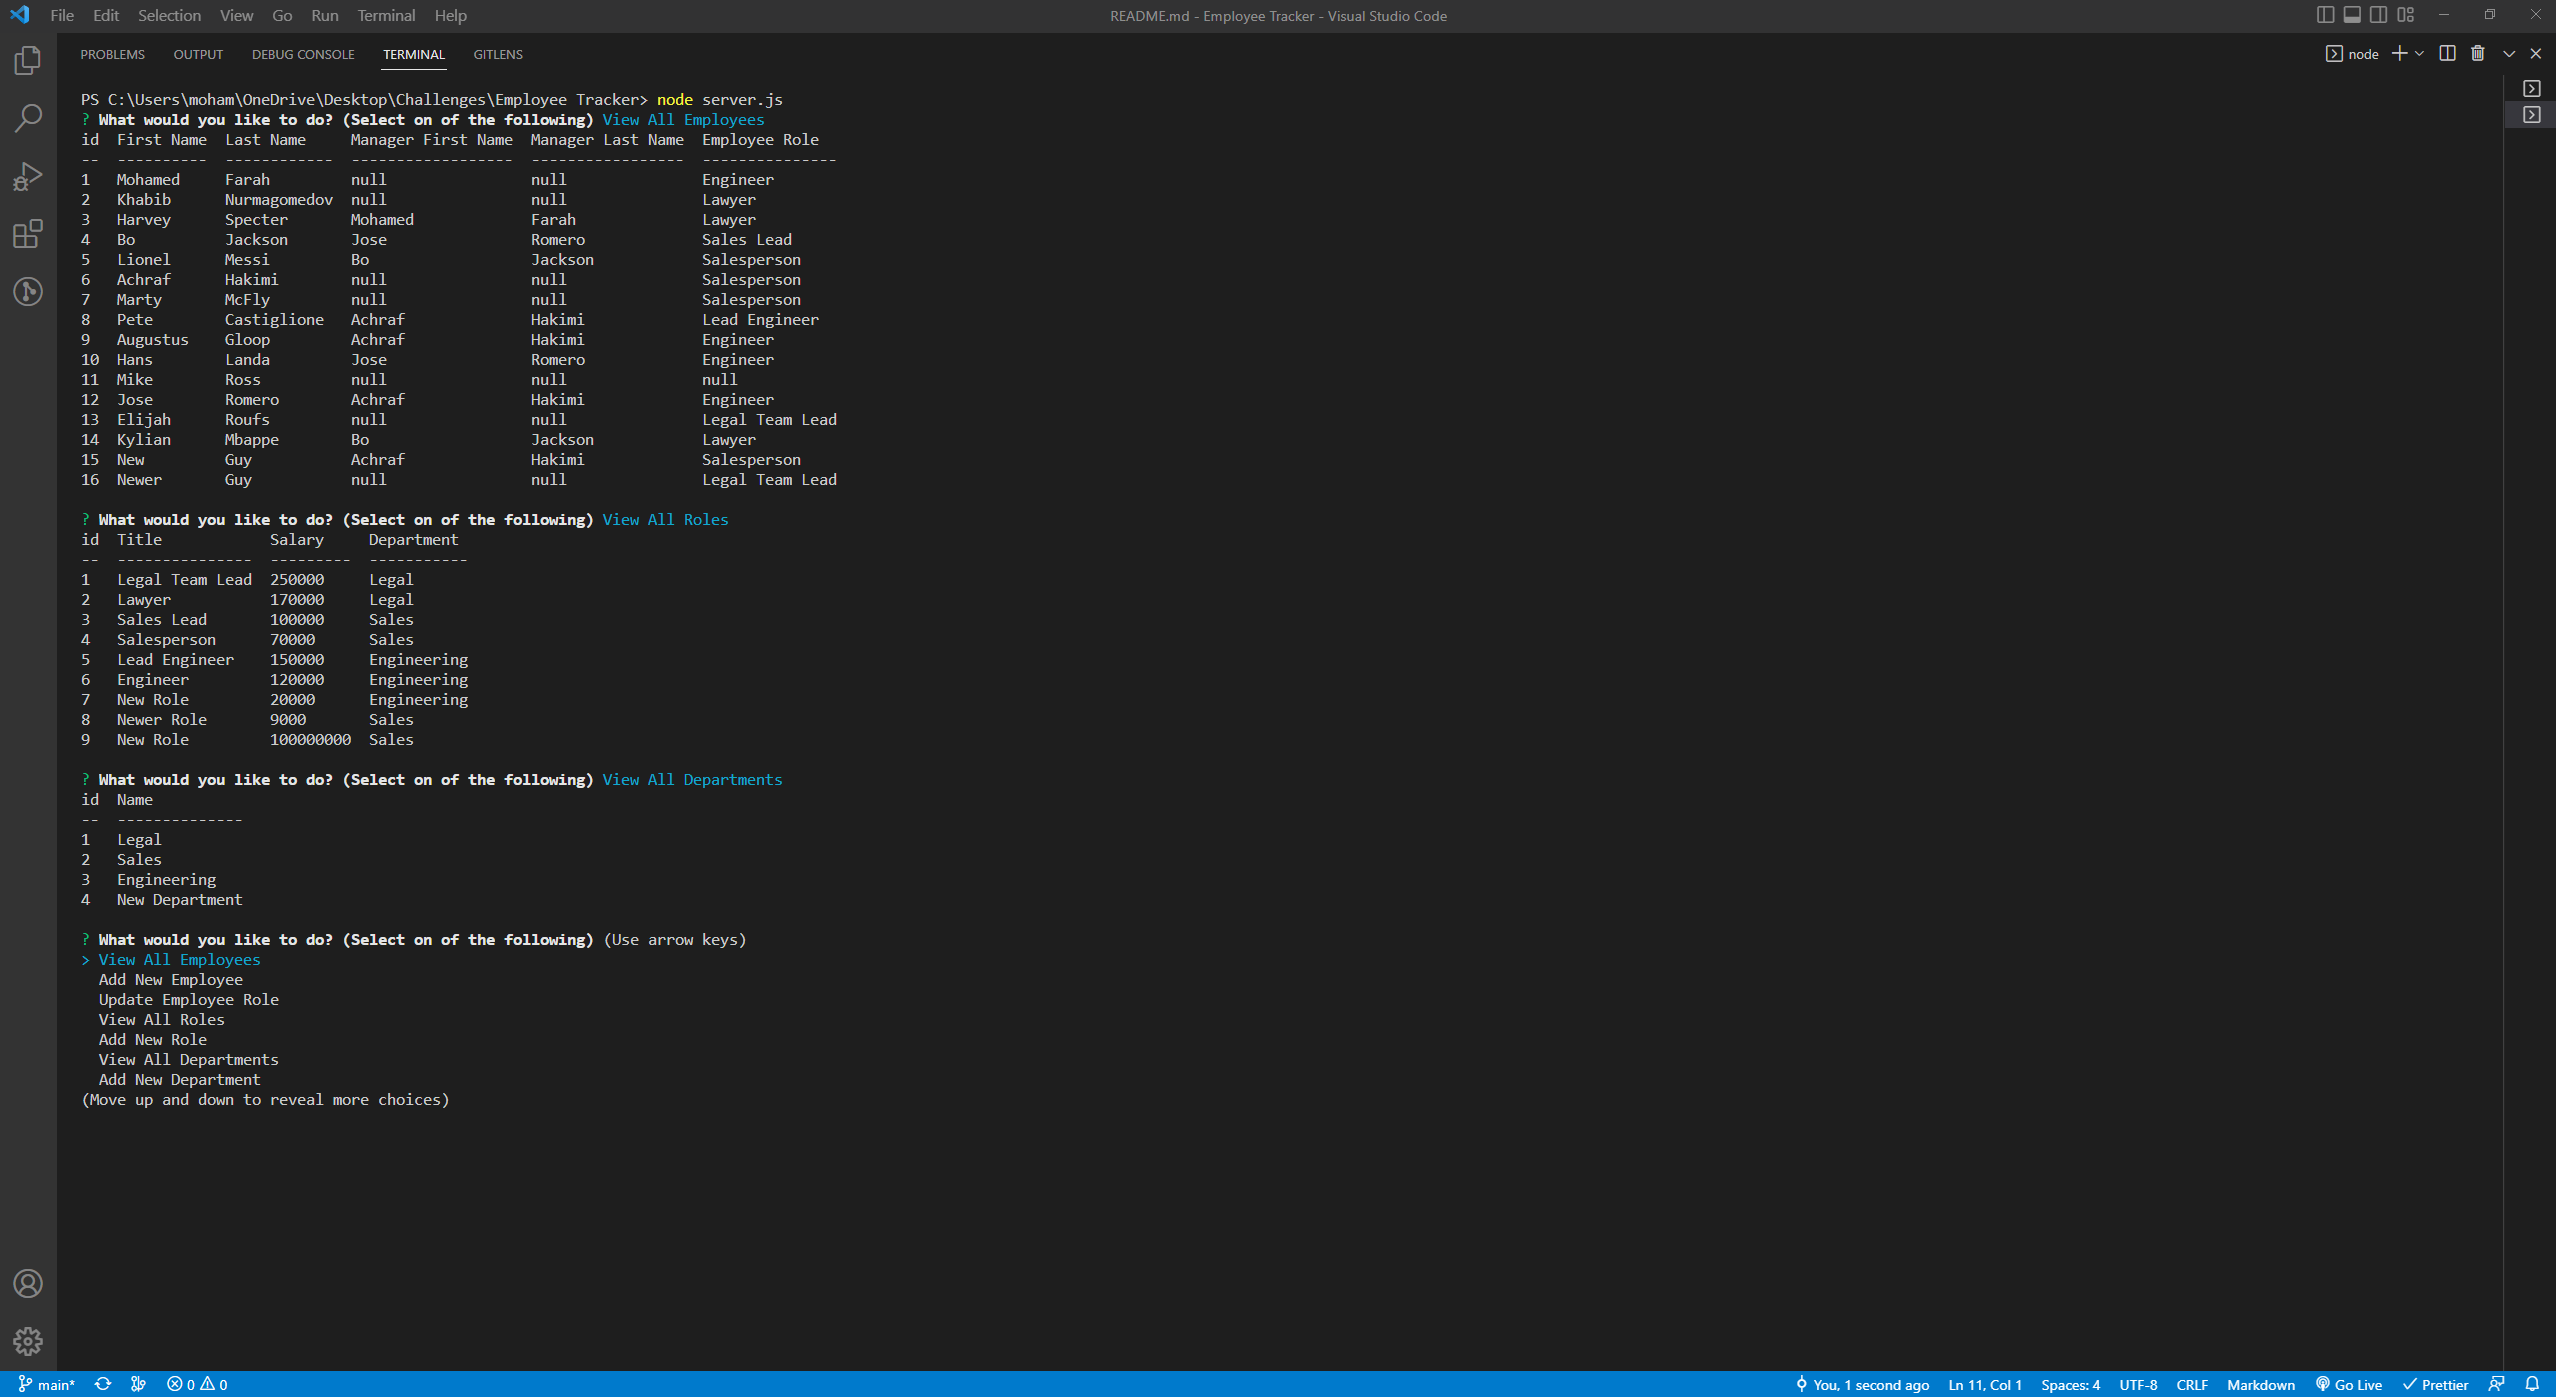 File Edit Selection View Go Run Terminal Help
README.md - Employee Tracker - Visual Studio Code
PROBLEMS OUTPUT DEBUG CONSOLE TERMINAL GITLENS
node
PS C:\Users\moham\OneDrive\Desktop\Challenges\Employee Tracker> node server.js
? What would you like to do? (Select on of the following) View All Employees
id  First Name  Last Name     Manager First Name  Manager Last Name  Employee Role
--  ----------  ------------  ------------------  -----------------  ---------------
1   Mohamed     Farah         null                null               Engineer
2   Khabib      Nurmagomedov  null                null               Lawyer
3   Harvey      Specter       Mohamed             Farah              Lawyer
4   Bo          Jackson       Jose                Romero             Sales Lead
5   Lionel      Messi         Bo                  Jackson            Salesperson
6   Achraf      Hakimi        null                null               Salesperson
7   Marty       McFly         null                null               Salesperson
8   Pete        Castiglione   Achraf              Hakimi             Lead Engineer
9   Augustus    Gloop         Achraf              Hakimi             Engineer
10  Hans        Landa         Jose                Romero             Engineer
11  Mike        Ross          null                null               null
12  Jose        Romero        Achraf              Hakimi             Engineer
13  Elijah      Roufs         null                null               Legal Team Lead
14  Kylian      Mbappe        Bo                  Jackson            Lawyer
15  New         Guy           Achraf              Hakimi             Salesperson
16  Newer       Guy           null                null               Legal Team Lead
? What would you like to do? (Select on of the following) View All Roles
id  Title            Salary     Department
--  ---------------  ---------  -----------
1   Legal Team Lead  250000     Legal
2   Lawyer           170000     Legal
3   Sales Lead       100000     Sales
4   Salesperson      70000      Sales
5   Lead Engineer    150000     Engineering
6   Engineer         120000     Engineering
7   New Role         20000      Engineering
8   Newer Role       9000       Sales
9   New Role         100000000  Sales
? What would you like to do? (Select on of the following) View All Departments
id  Name
--  --------------
1   Legal
2   Sales
3   Engineering
4   New Department
? What would you like to do? (Select on of the following) (Use arrow keys)
> View All Employees
  Add New Employee
  Update Employee Role
  View All Roles
  Add New Role
  View All Departments
  Add New Department
(Move up and down to reveal more choices)
main* 0 0 You, 1 second ago Ln 11, Col 1 Spaces: 4 UTF-8 CRLF Markdown Go Live Prettier